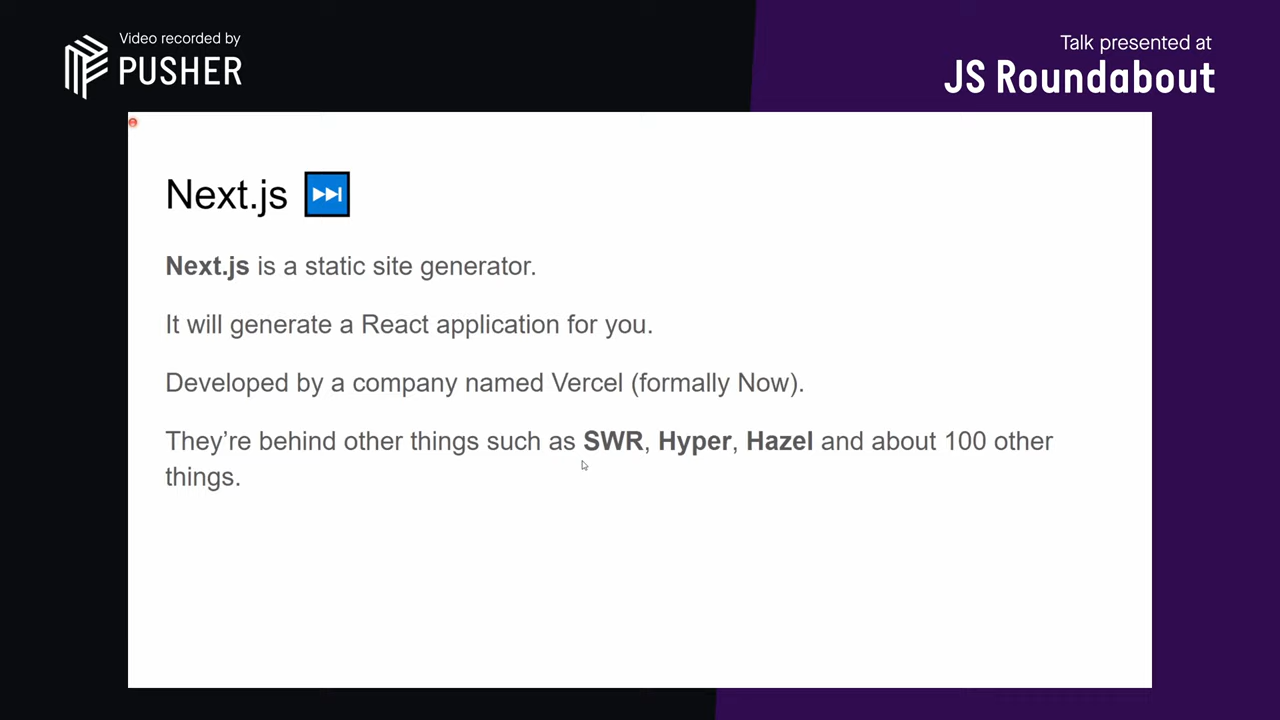 Video recorded by
PUSHER
Talk presented at
JS Roundabout
Next.js ⏭
Next.js is a static site generator.
It will generate a React application for you.
Developed by a company named Vercel (formally Now).
They’re behind other things such as SWR, Hyper, Hazel and about 100 other
things.